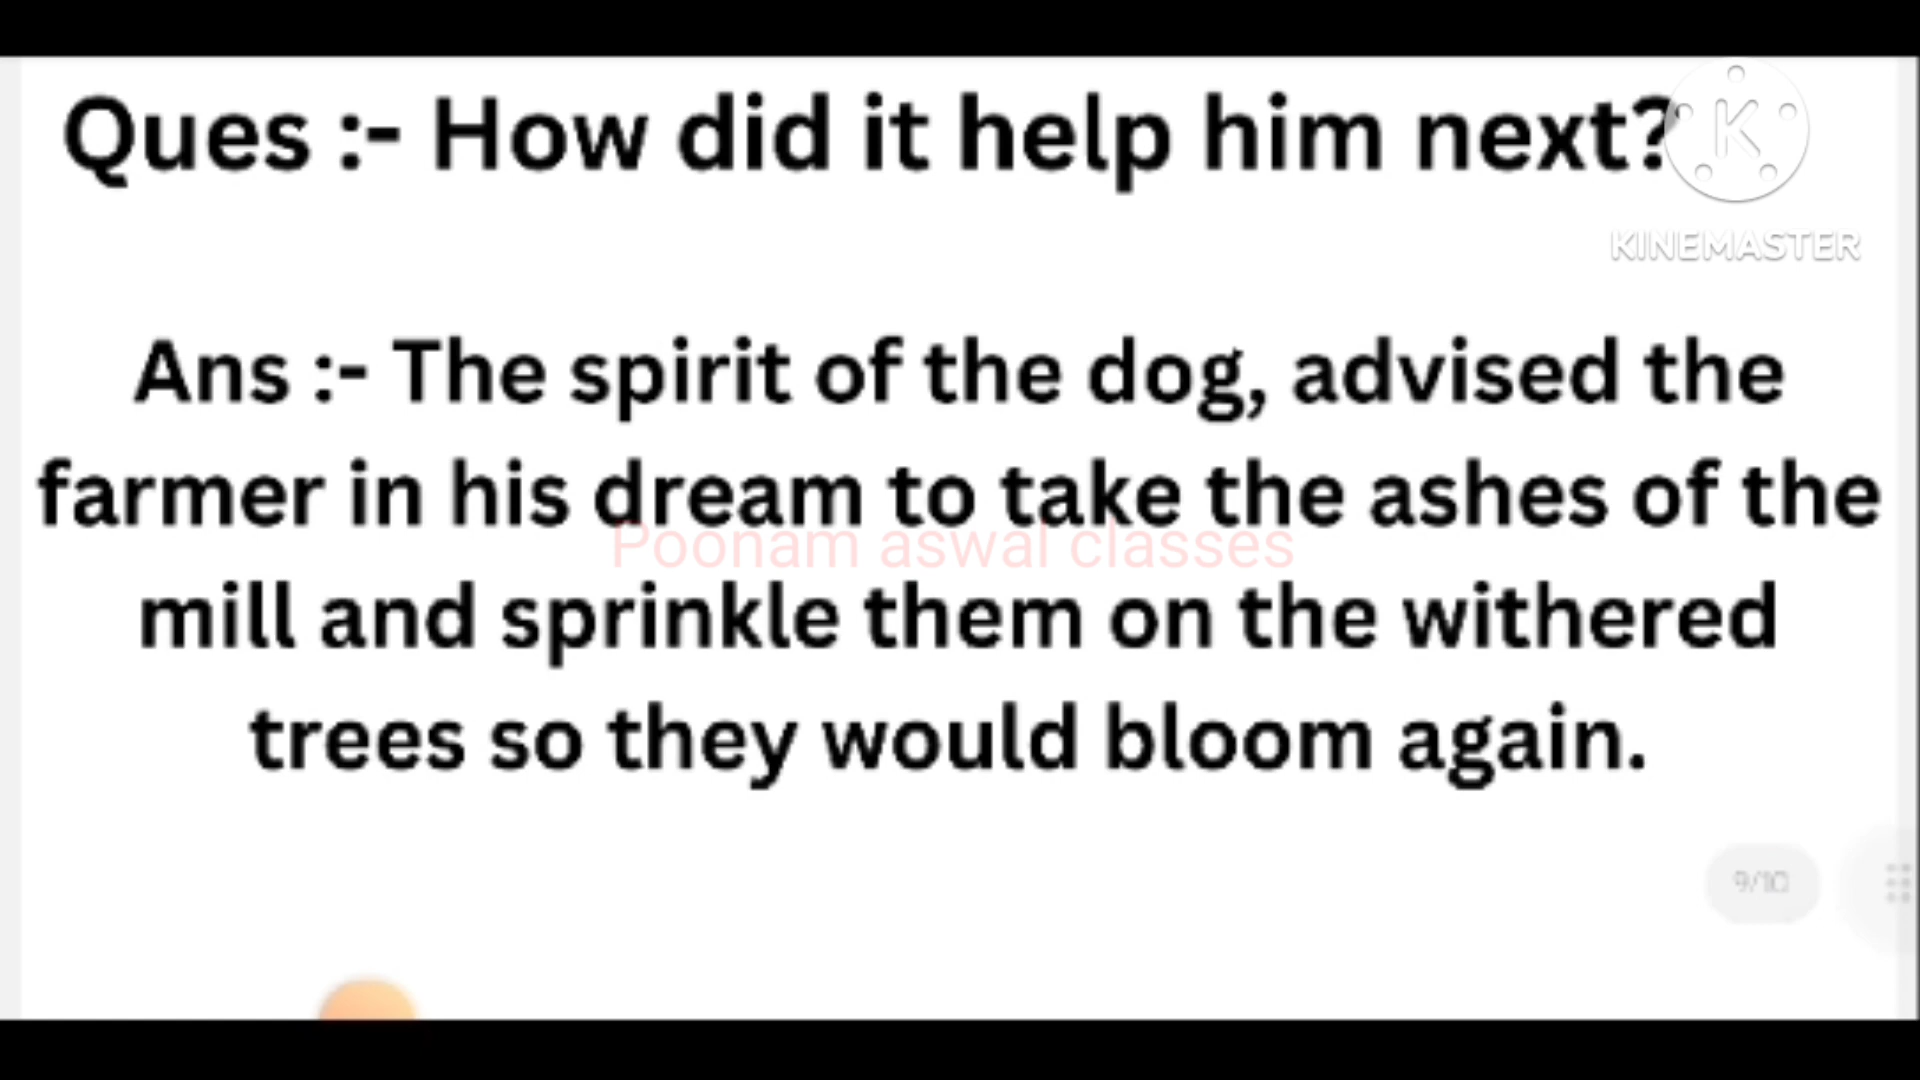 Ques :- How did it help him next?
K
KINEMASTER
Ans :- The spirit of the dog, advised the
farmer in his dream to take the ashes of the
Poonam aswal classes
mill and sprinkle them on the withered
trees so they would bloom again.
9/10